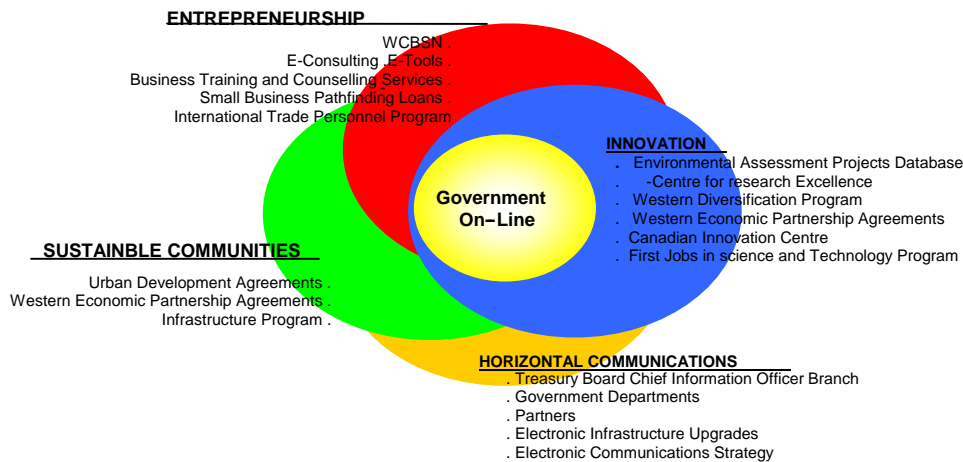 ENTREPRENEURSHIP
WCBSN .
E-Consulting .E-Tools .
Business Training and Counselling Services .
Small Business Pathfinding Loans .
International Trade Personnel Program
Government
On–Line
INNOVATION
. Environmental Assessment Projects Database
. -Centre for research Excellence
. Western Diversification Program
. Western Economic Partnership Agreements
. Canadian Innovation Centre
. First Jobs in science and Technology Program
SUSTAINBLE COMMUNITIES
Urban Development Agreements .
Western Economic Partnership Agreements .
Infrastructure Program .
HORIZONTAL COMMUNICATIONS
. Treasury Board Chief Information Officer Branch
. Government Departments
. Partners
. Electronic Infrastructure Upgrades
. Electronic Communications Strategy